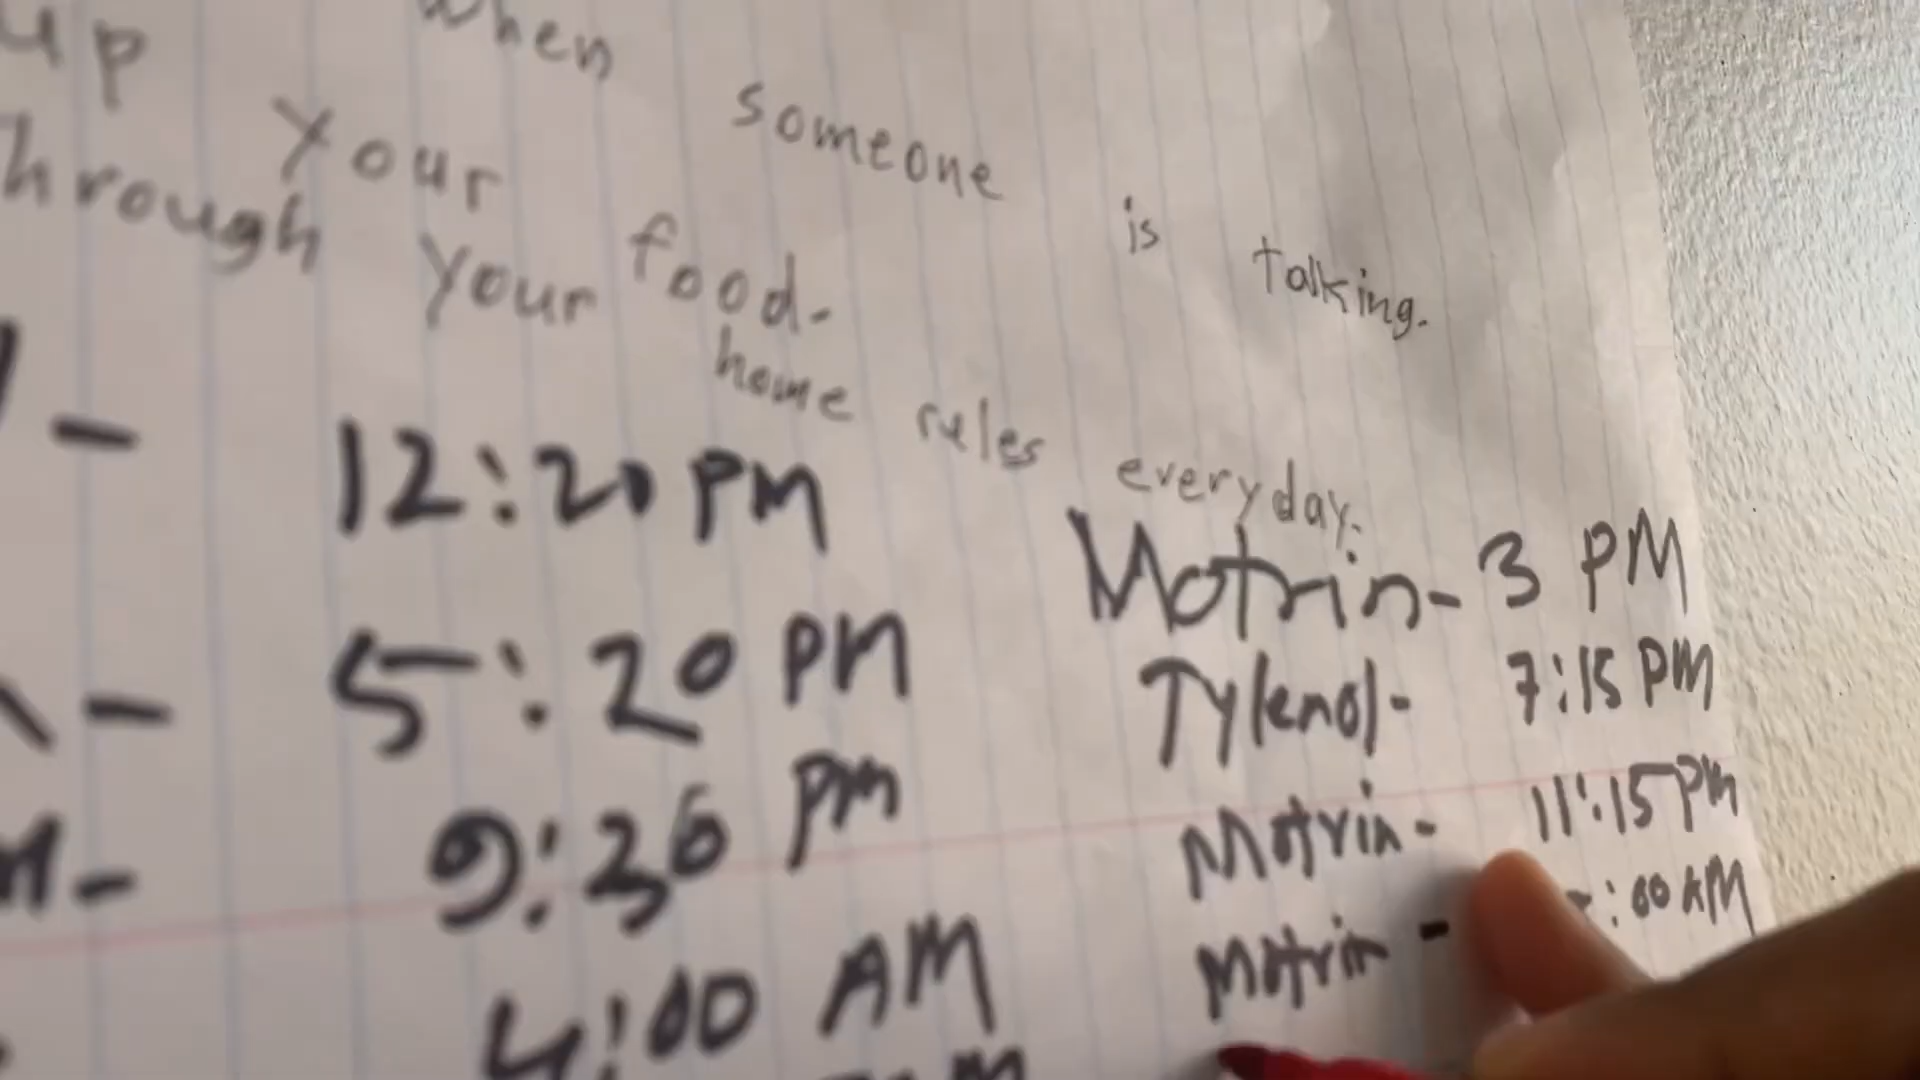 up your food.
when someone is talking.
through your home rules everyday.
- 12:20 PM
- 5:20 PM
- 9:30 PM
4:00 AM
Motrin - 3 PM
Tylenol - 7:15 PM
Motrin - 11:15 PM
Motrin - :00 AM